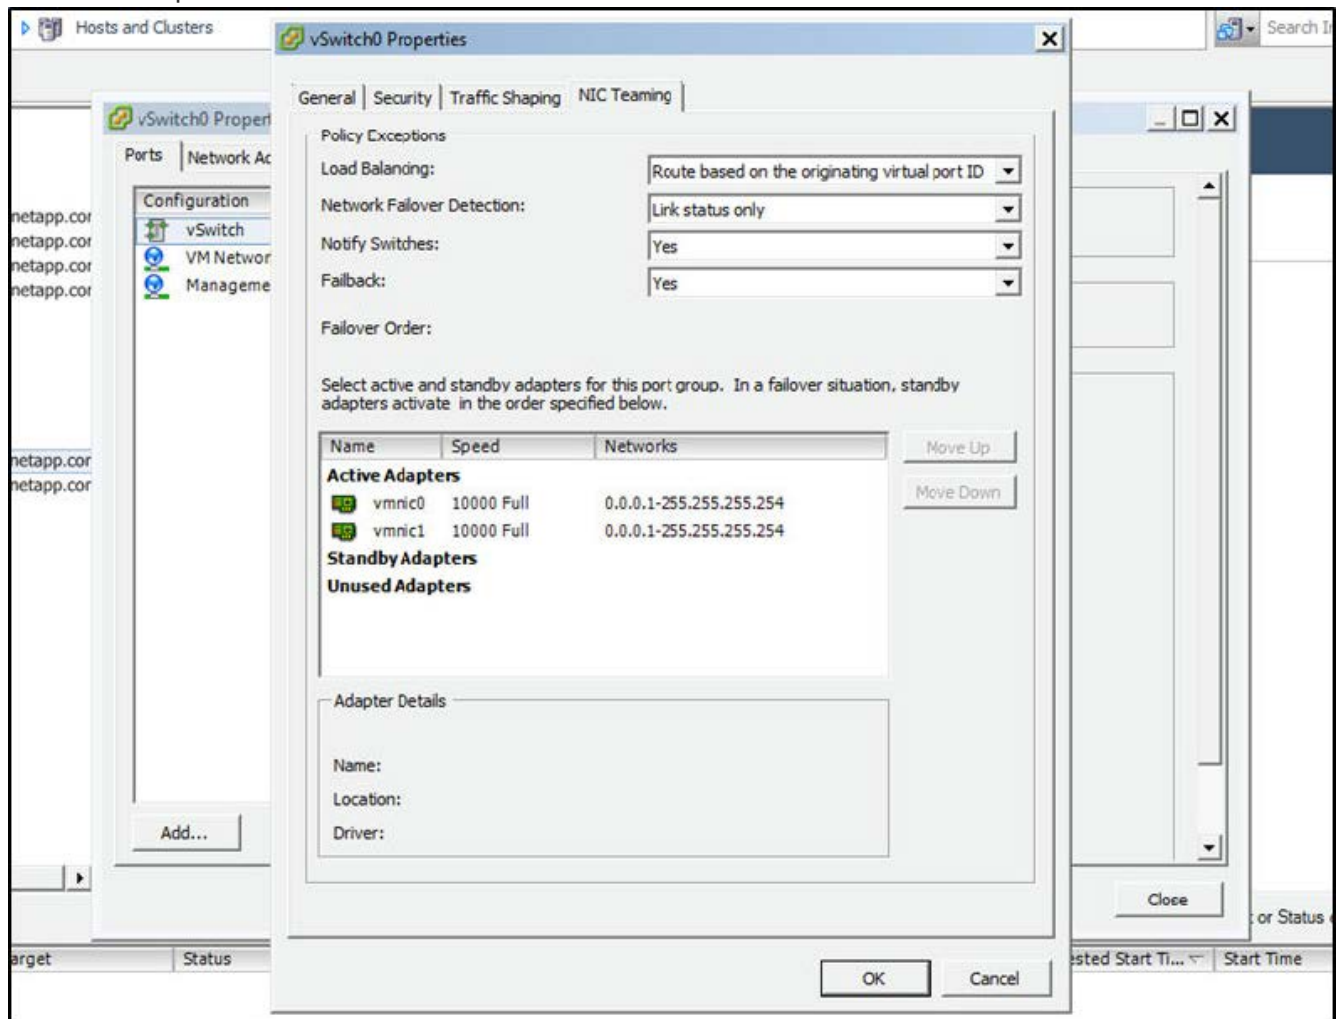 Hosts and Clusters
vSwitch0 Properties
Search
General
Security
Traffic Shaping
NIC Teaming
vSwitch0 Propert
Policy Exceptions
Ports
Network Ad
Load Balancing:
Route based on the originating virtual port ID
Configuration
Network Failover Detection:
Link status only
netapp.cor
vSwitch
Notify Switches:
Yes
netapp.cor
VM Networ
netapp.cor
Failback:
Yes
netapp.cor
Manageme
Failover Order:
Select active and standby adapters for this port group. In a failover situation, standby
adapters activate in the order specified below.
Name Speed Networks
Move Up
netapp.cor
Active Adapters
netapp.cor
Move Down
vmnic0 10000 Full 0.0.0.1-255.255.255.254
vmnic1 10000 Full 0.0.0.1-255.255.255.254
Standby Adapters
Unused Adapters
Adapter Details
Name:
Location:
Driver:
Add...
Close
or Status
arget
Status
ested Start Ti...
Start Time
OK
Cancel